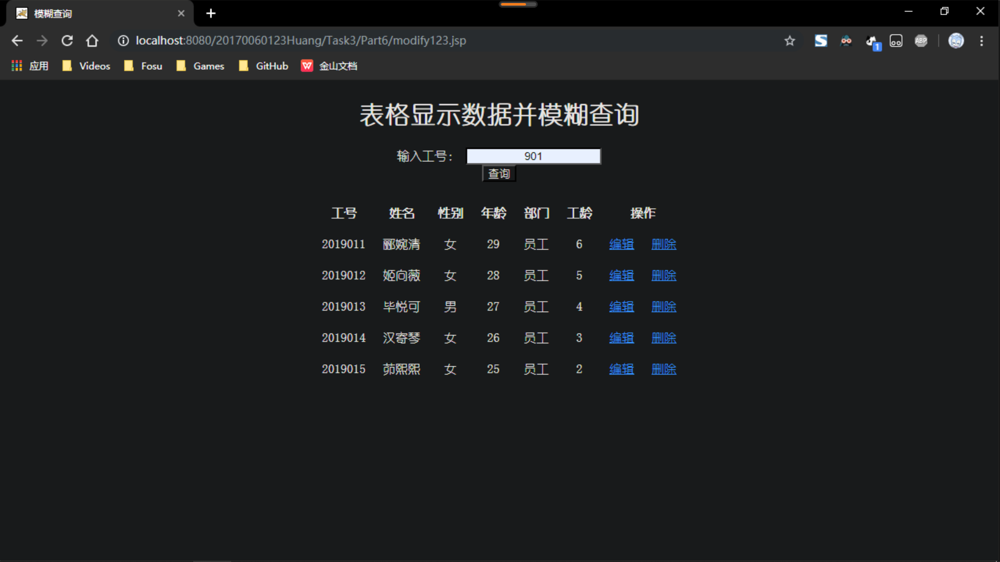 模糊查询
localhost:8080/20170060123Huang/Task3/Part6/modify123.jsp
1
ABP
应用 Videos Fosu Games GitHub 金山文档
表格显示数据并模糊查询
输入工号： 901
查询
工号 姓名 性别 年龄 部门 工龄 操作
2019011 郦婉清 女 29 员工 6 编辑 删除
2019012 姬向薇 女 28 员工 5 编辑 删除
2019013 毕悦可 男 27 员工 4 编辑 删除
2019014 汉寄琴 女 26 员工 3 编辑 删除
2019015 茆熙熙 女 25 员工 2 编辑 删除